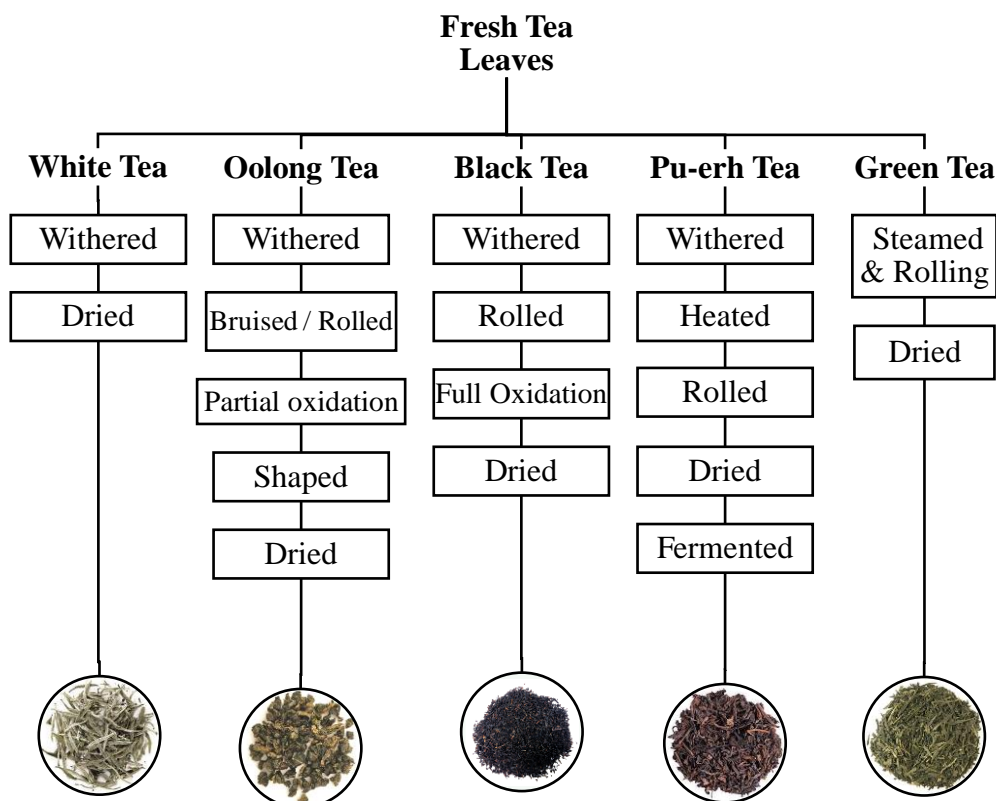 Fresh Tea
Leaves
White Tea
Oolong Tea
Black Tea
Pu-erh Tea
Green Tea
Withered
Dried
Withered
Bruised / Rolled
Partial oxidation
Shaped
Dried
Withered
Rolled
Full Oxidation
Dried
Withered
Heated
Rolled
Dried
Fermented
Steamed
& Rolling
Dried